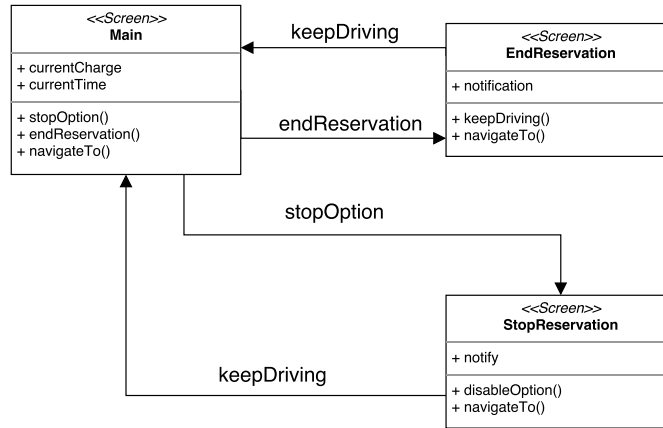 <<Screen>>
Main
+ currentCharge
+ currentTime
+ stopOption()
+ endReservation()
+ navigateTo()
keepDriving
endReservation
<<Screen>>
EndReservation
+ notification
+ keepDriving()
+ navigateTo()
stopOption
keepDriving
<<Screen>>
StopReservation
+ notify
+ disableOption()
+ navigateTo()